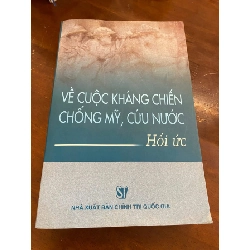 VỀ CUỘC KHÁNG CHIẾN
CHỐNG MỸ, CỨU NƯỚC
Hồi ức
ST
NHÀ XUẤT BẢN CHÍNH TRỊ QUỐC GIA